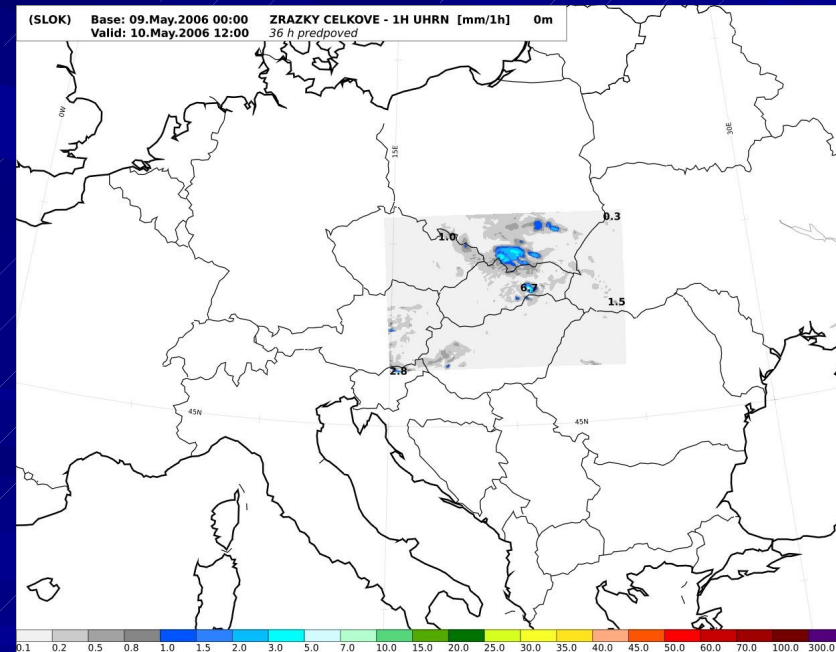 (SLOK) Base: 09.May.2006 00:00 ZRAZKY CELKOVE - 1H UHRN [mm/1h] 0m
Valid: 10.May.2006 12:00 36 h predpoved
0W
15E
30E
0.3
1.0
6.7
1.5
2.8
45N
45N
0.1 0.2 0.5 0.8 1.0 1.5 2.0 3.0 5.0 7.0 10.0 15.0 20.0 25.0 30.0 35.0 40.0 45.0 50.0 60.0 70.0 100.0 300.0